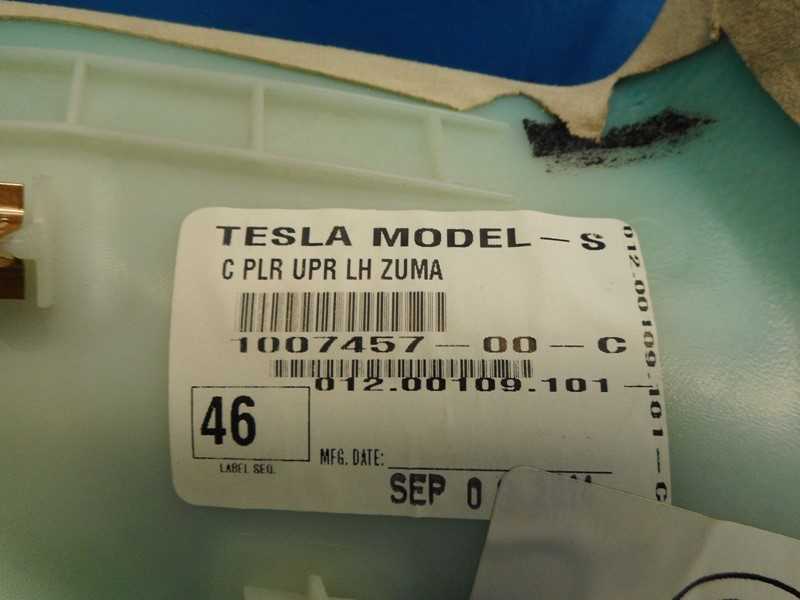 TESLA MODEL-S
C PLR UPR LH ZUMA
1007457-00-C
012.00109.101-
46
LABEL SEQ.
MFG. DATE:
SEP 0
012.00109.101-C